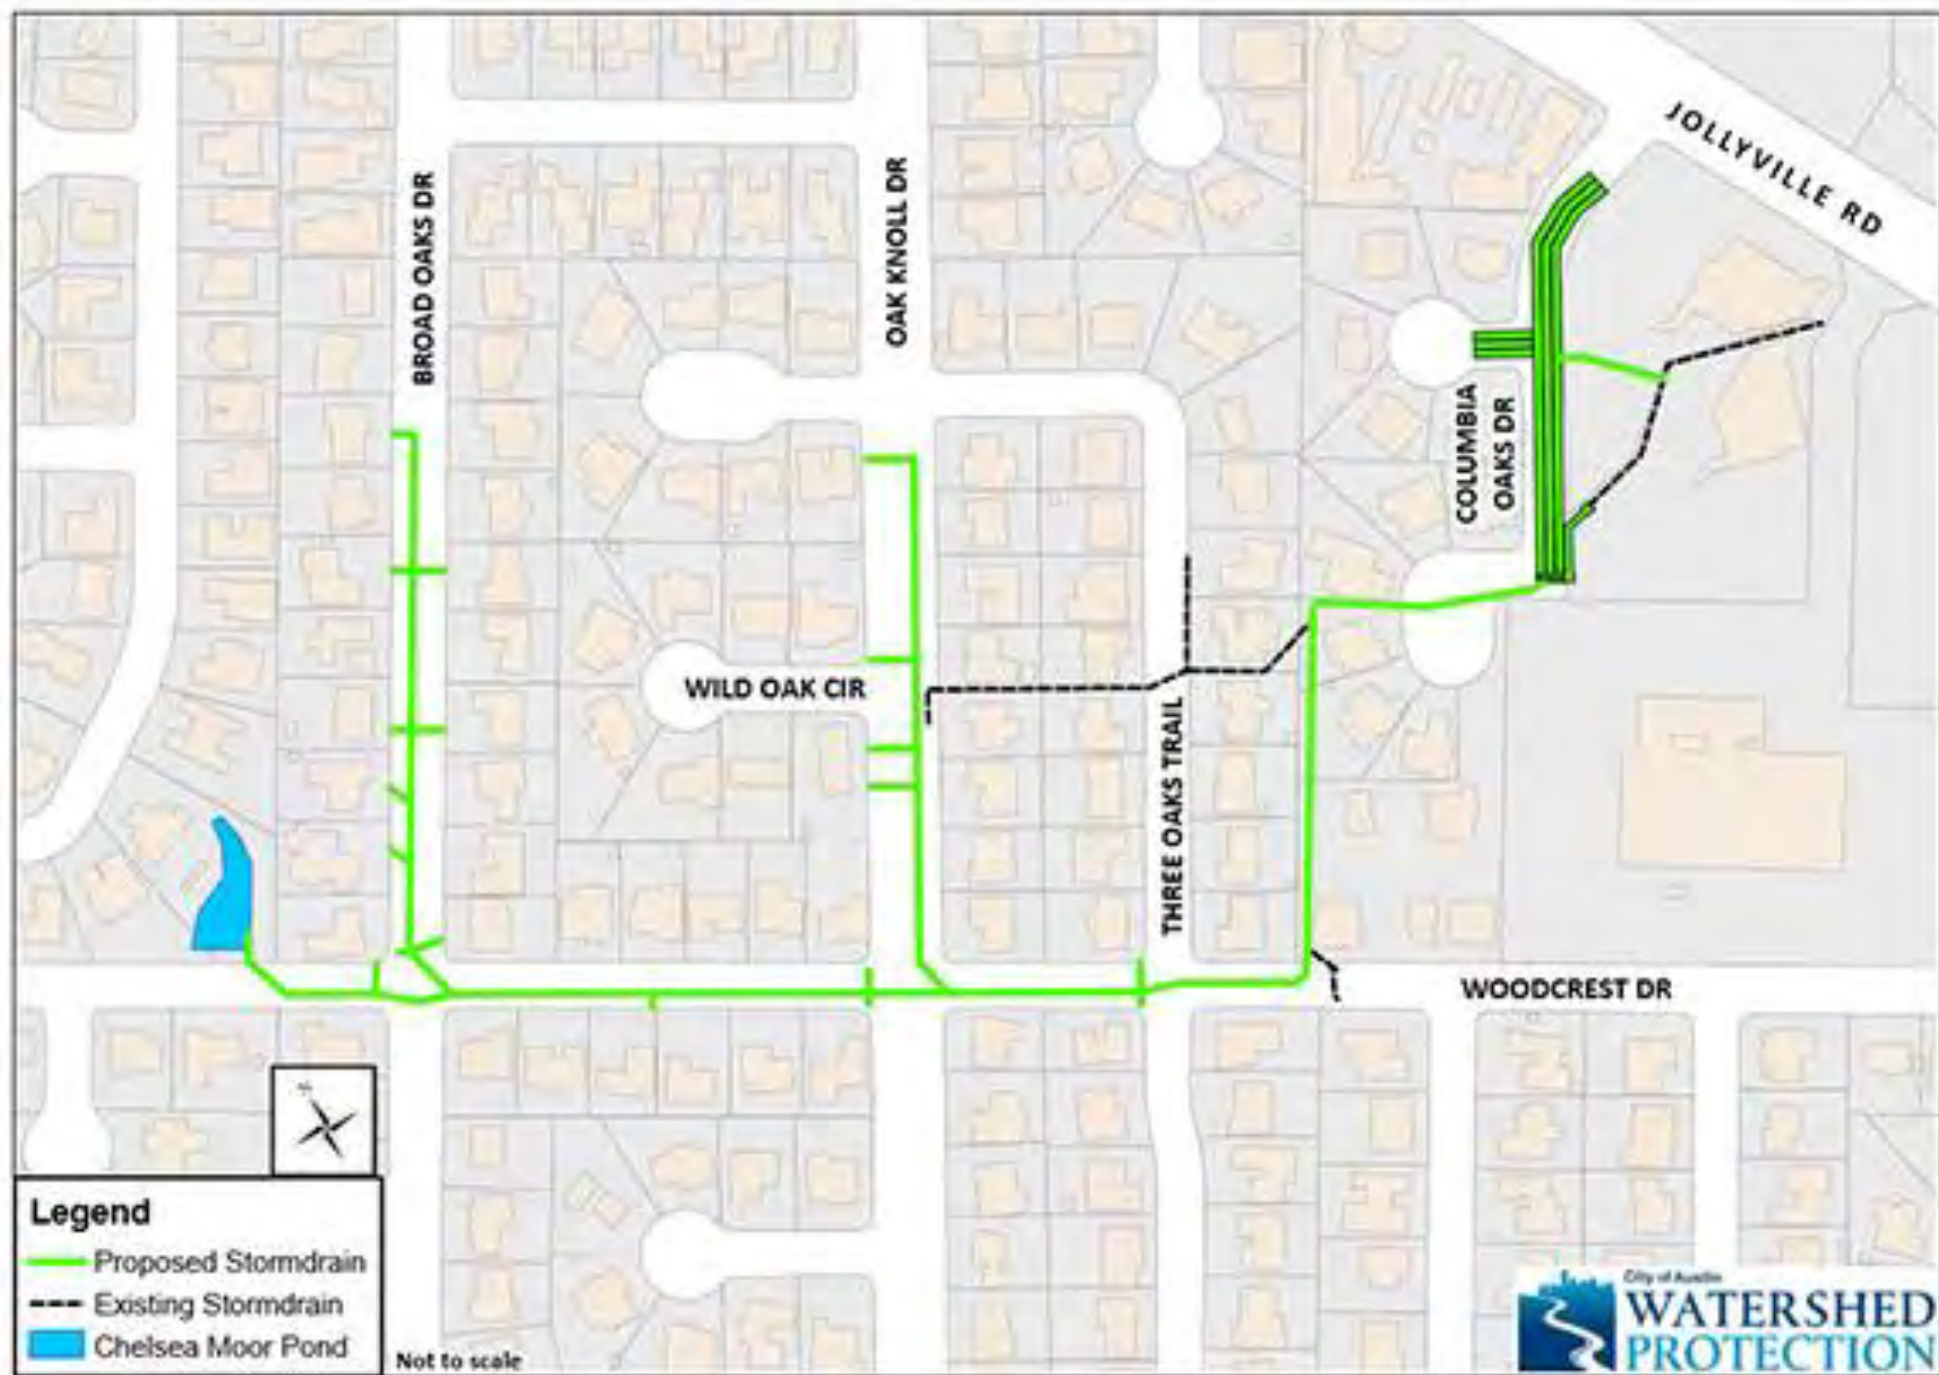 JOLLYVILLE RD
BROAD OAKS DR
OAK KNOLL DR
COLUMBIA
OAKS DR
WILD OAK CIR
THREE OAKS TRAIL
WOODCREST DR
Legend
Proposed Stormdrain
Existing Stormdrain
Chelsea Moor Pond
Not to scale
City of Austin
WATERSHED
PROTECTION